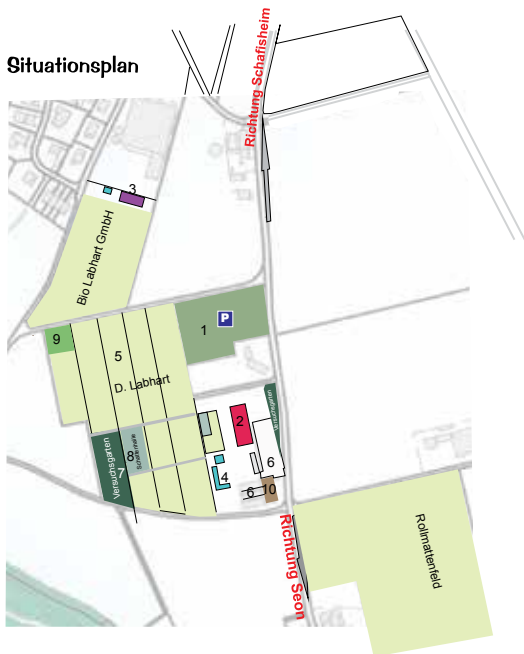 Situationsplan
Richtung Schafisheim
3
Bio Labhart GmbH
P
1
9
5
D. Labhart
Versuchsgarten
2
8
7
Versuchsgarten
6
4
6
10
Richtung Seon
Rollmattenfeld